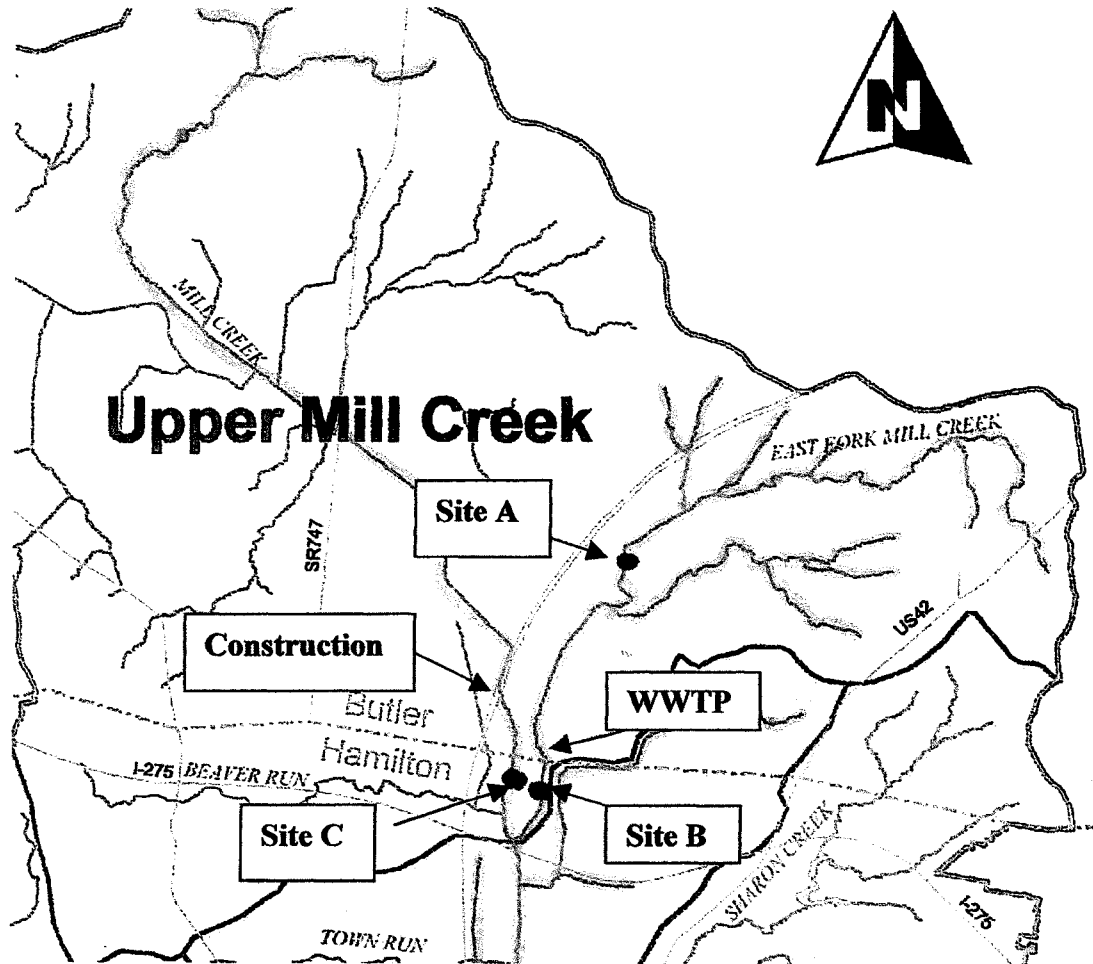 N
MILL CREEK
Upper Mill Creek
EAST FORK MILL CREEK
Site A
SR747
US42
Construction
WWTP
Butler
Hamilton
I-275
BEAVER RUN
Site C
Site B
SHARON CREEK
I-275
TOWN RUN